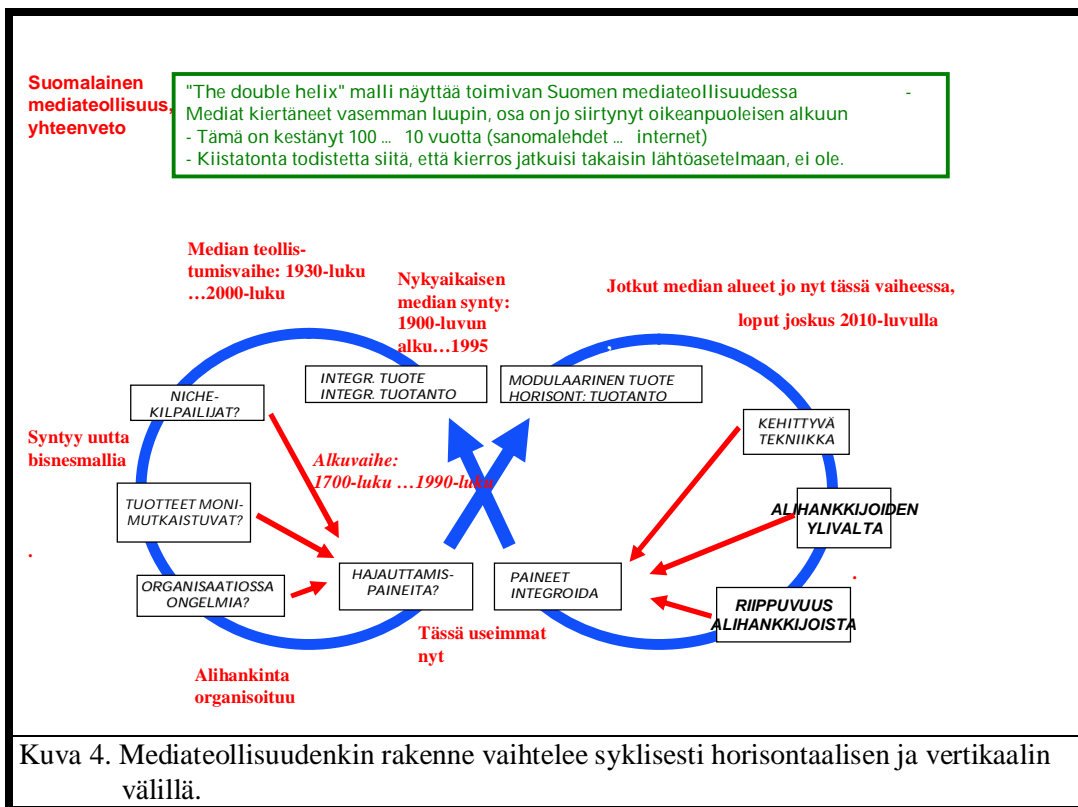 Suomalainen
mediateollisuus,
yhteenveto
"The double helix" malli näyttää toimivan Suomen mediateollisuudessa -
Mediat kiertäneet vasemman luupin, osa on jo siirtynyt oikeanpuoleisen alkuun
- Tämä on kestänyt 100 … 10 vuotta (sanomalehdet … internet)
- Kiistatonta todistetta siitä, että kierros jatkuisi takaisin lähtöasetelmaan, ei ole.
Median teollis-
tumisvaihe: 1930-luku
…2000-luku
Nykyaikaisen
median synty:
1900-luvun
alku…1995
Jotkut median alueet jo nyt tässä vaiheessa,
loput joskus 2010-luvulla
INTEGR. TUOTE
INTEGR. TUOTANTO
MODULAARINEN TUOTE
HORISONT: TUOTANTO
NICHE-
KILPAILIJAT?
KEHITTYVÄ
TEKNIIKKA
Syntyy uutta
bisnesmallia
Alkuvaihe:
1700-luku …1990-luku
TUOTTEET MONI-
MUTKAISTUVAT?
ALIHANKKIJOIDEN
YLIVALTA
.
ORGANISAATIOSSA
ONGELMIA?
HAJAUTTAMIS-
PAINEITA?
PAINEET
INTEGROIDA
.
RIIPPUVUUS
ALIHANKKIJOISTA
Tässä useimmat
nyt
Alihankinta
organisoituu
Kuva 4. Mediateollisuudenkin rakenne vaihtelee syklisesti horisontaalisen ja vertikaalin
välillä.